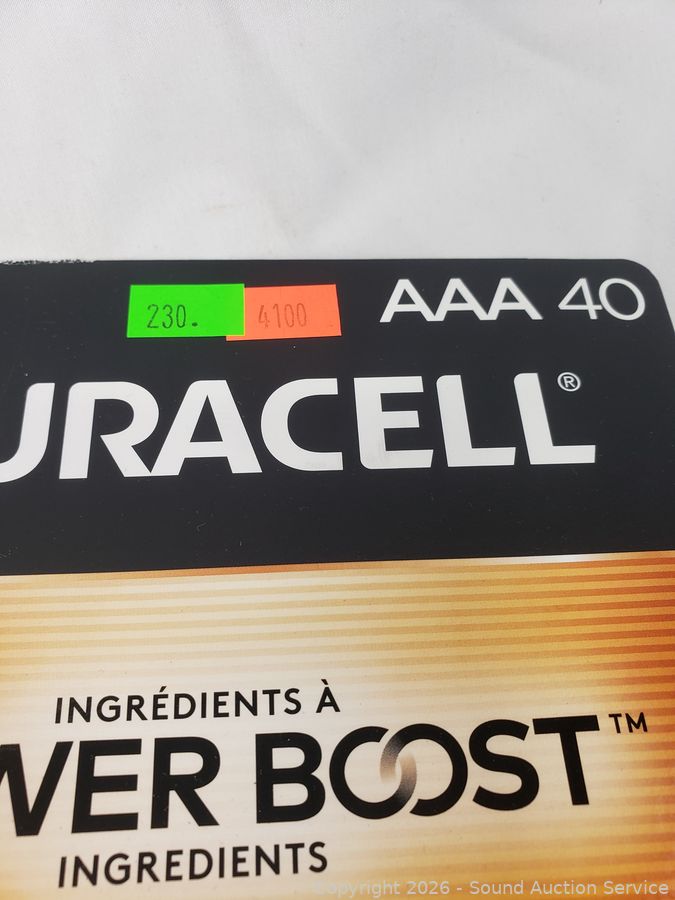 230. 4100
AAA 40
URACELL®
INGRÉDIENTS À
WER BOOST™
INGREDIENTS
Copyright 2026 - Sound Auction Service